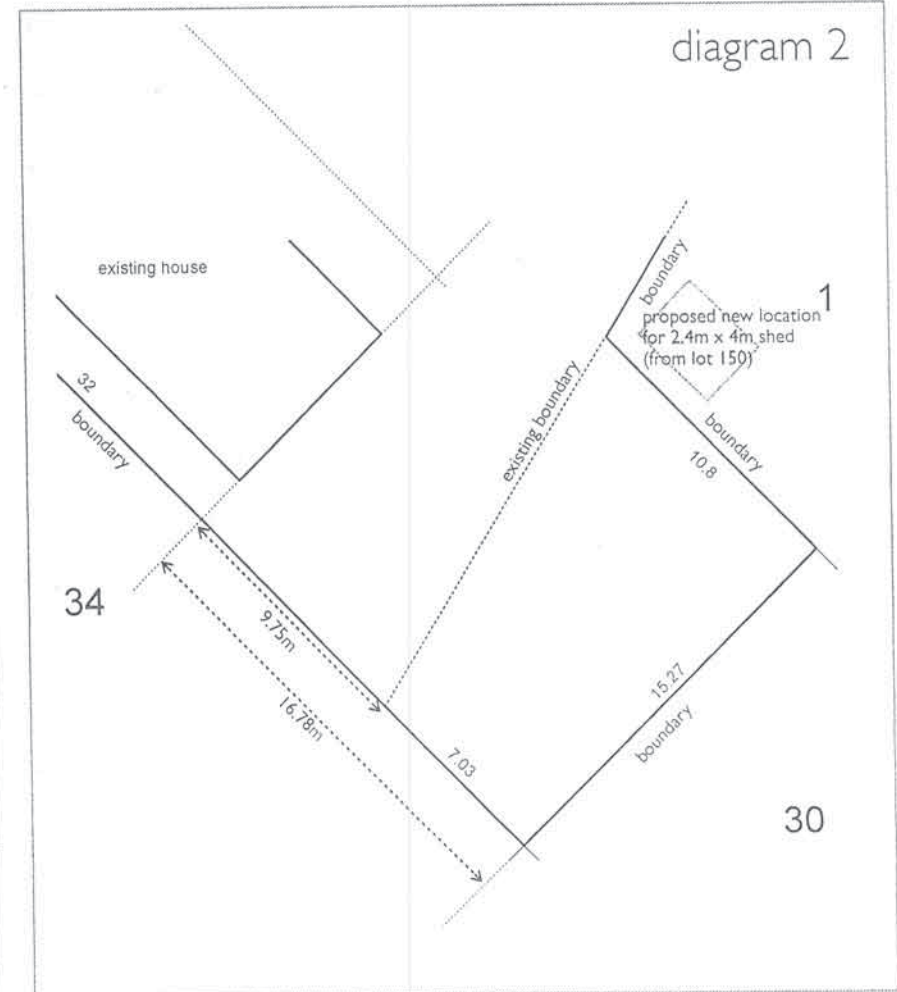 diagram 2
existing house
boundary
1
proposed new location
for 2.4m x 4m shed
(from lot 150)
32
boundary
existing boundary
boundary
10.8
34
9.75m
16.78m
15.27
boundary
7.03
30